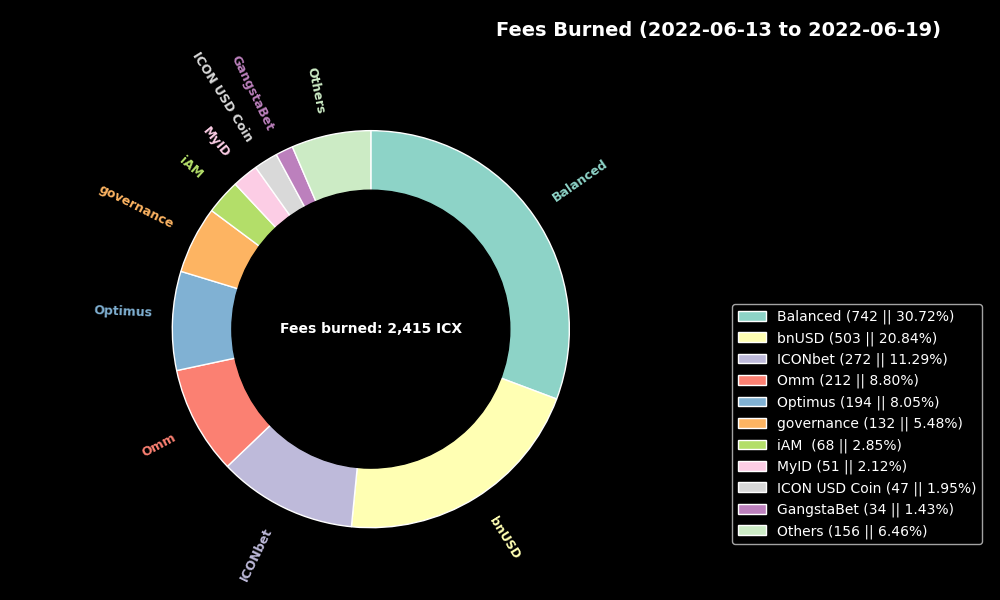 Fees Burned (2022-06-13 to 2022-06-19)
Others
GangstaBet
ICON USD Coin
MyID
iAM
governance
Optimus
Omm
ICONbet
bnUSD
Balanced
Fees burned: 2,415 ICX
Balanced (742 || 30.72%)
bnUSD (503 || 20.84%)
ICONbet (272 || 11.29%)
Omm (212 || 8.80%)
Optimus (194 || 8.05%)
governance (132 || 5.48%)
iAM  (68 || 2.85%)
MyID (51 || 2.12%)
ICON USD Coin (47 || 1.95%)
GangstaBet (34 || 1.43%)
Others (156 || 6.46%)